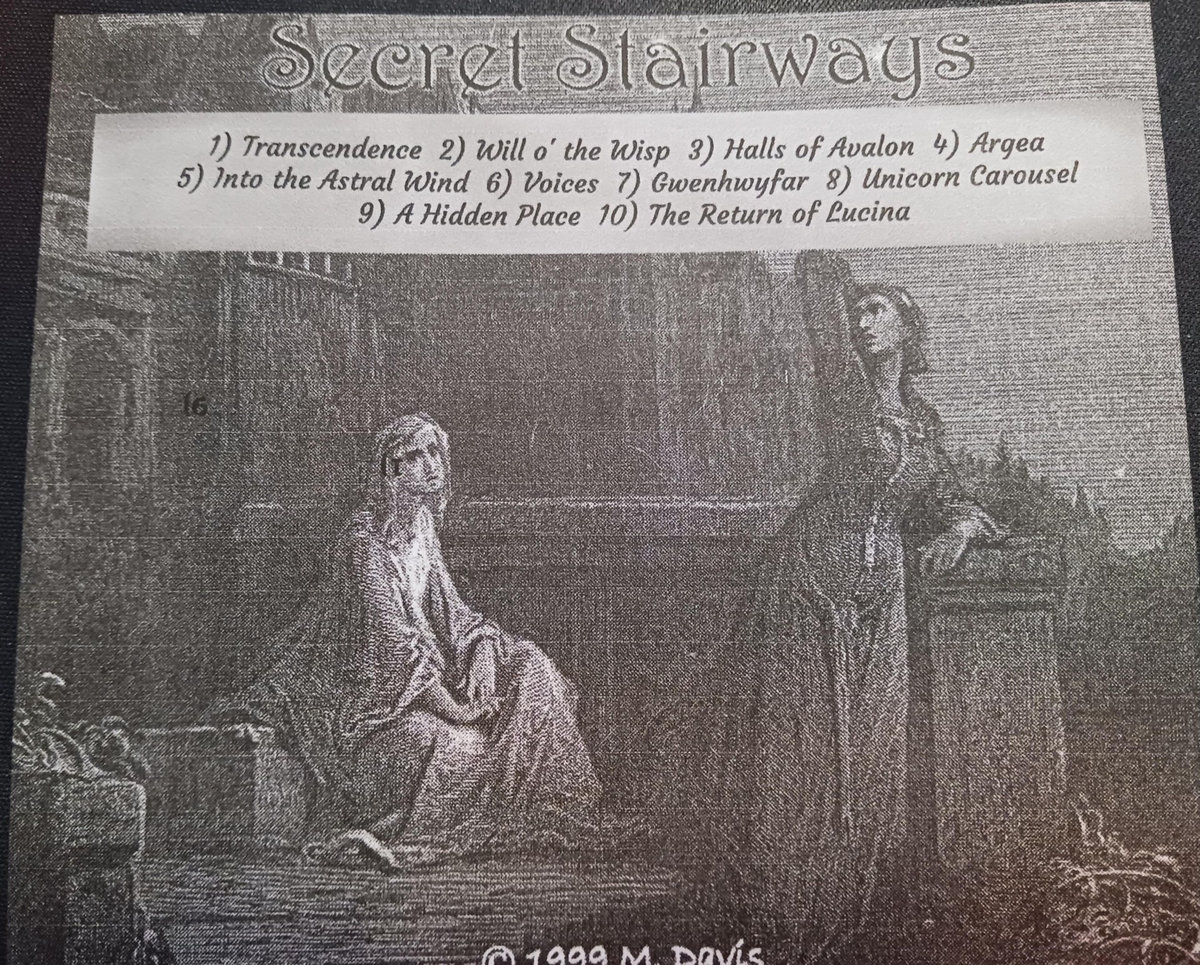 Secret Stairways
1) Transcendence 2) Will o' the Wisp 3) Halls of Avalon 4) Argea
5) Into the Astral Wind 6) Voices 7) Gwenhwyfar 8) Unicorn Carousel
9) A Hidden Place 10) The Return of Lucina
16
© 1999 M. Davis